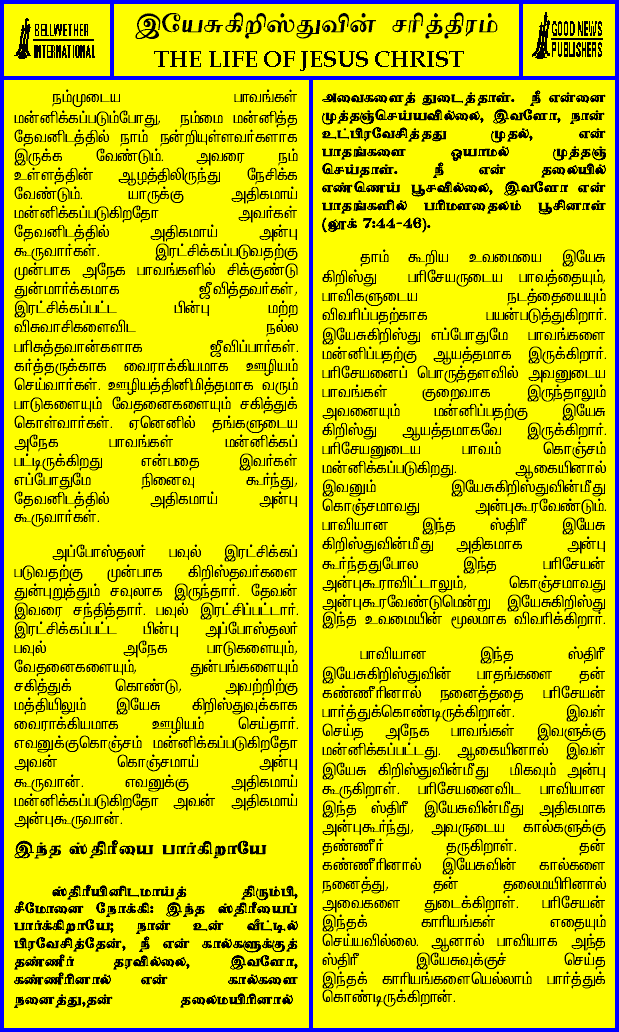 BELLWETHER
INTERNATIONAL
இயேசுகிறிஸ்துவின் சரித்திரம்
THE LIFE OF JESUS CHRIST
GOOD NEWS
PUBLISHERS
நம்முடைய பாவங்கள்
மன்னிக்கப்படும்போது, நம்மை மன்னித்த
தேவனிடத்தில் நாம் நன்றியுள்ளவர்களாக
இருக்க வேண்டும். அவரை நம்
உள்ளத்தின் ஆழத்திலிருந்து நேசிக்க
வேண்டும். யாருக்கு அதிகமாய்
மன்னிக்கப்படுகிறதோ அவர்கள்
தேவனிடத்தில் அதிகமாய் அன்பு
கூருவார்கள். இரட்சிக்கப்படுவதற்கு
முன்பாக அநேக பாவங்களில் சிக்குண்டு
துன்மார்க்கமாக ஜீவித்தவர்கள்,
இரட்சிக்கப்பட்ட பின்பு மற்ற
விசுவாசிகளைவிட நல்ல
பரிசுத்தவான்களாக ஜீவிப்பார்கள்.
கர்த்தருக்காக வைராக்கியமாக ஊழியம்
செய்வார்கள். ஊழியத்தினிமித்தமாக வரும்
பாடுகளையும் வேதனைகளையும் சகித்துக்
கொள்வார்கள். ஏனெனில் தங்களுடைய
அநேக பாவங்கள் மன்னிக்கப்
பட்டிருக்கிறது என்பதை இவர்கள்
எப்போதுமே நினைவு கூர்ந்து,
தேவனிடத்தில் அதிகமாய் அன்பு
கூருவார்கள்.
அப்போஸ்தலர் பவுல் இரட்சிக்கப்
படுவதற்கு முன்பாக கிறிஸ்தவர்களை
துன்புறுத்தும் சவுலாக இருந்தார். தேவன்
இவரை சந்தித்தார். பவுல் இரட்சிப்பட்டார்.
இரட்சிக்கப்பட்ட பின்பு அப்போஸ்தலர்
பவுல் அநேக பாடுகளையும்,
வேதனைகளையும், துன்பங்களையும்
சகித்துக் கொண்டு, அவற்றிற்கு
மத்தியிலும் இயேசு கிறிஸ்துவுக்காக
வைராக்கியமாக ஊழியம் செய்தார்.
எவனுக்குகொஞ்சம் மன்னிக்கப்படுகிறதோ
அவன் கொஞ்சமாய் அன்பு
கூருவான். எவனுக்கு அதிகமாய்
மன்னிக்கப்படுகிறதோ அவன் அதிகமாய்
அன்புகூருவான்.
இந்த ஸ்திரீயை பார்கிறாயே
ஸ்திரீயினிடமாய்த் திரும்பி,
சீமோனை நோக்கி: இந்த ஸ்திரீயைப்
பார்க்கிறாயே; நான் உன் வீட்டில்
பிரவேசித்தேன், நீ என் கால்களுக்குத்
தண்ணீர் தரவில்லை, இவளோ,
கண்ணீரினால் என் கால்களை
நனைத்து,தன் தலைமயிரினால்
அவைகளைத் துடைத்தாள். நீ என்னை
முத்தஞ்செய்யவில்லை, இவளோ, நான்
உட்பிரவேசித்தது முதல், என்
பாதங்களை ஓயாமல் முத்தஞ்
செய்தாள். நீ என் தலையில்
எண்ணெய் பூசவில்லை, இவளோ என்
பாதங்களில் பரிமளதைலம் பூசினாள்
(லூக் 7:44-46).
தாம் கூறிய உவமையை இயேசு
கிறிஸ்து பரிசேயருடைய பாவத்தையும்,
பாவிகளுடைய நடத்தையையும்
விவரிப்பதற்காக பயன்படுத்துகிறார்.
இயேசுகிறிஸ்து எப்போதுமே பாவங்களை
மன்னிப்பதற்கு ஆயத்தமாக இருக்கிறார்.
பரிசேயனைப் பொருத்தளவில் அவனுடைய
பாவங்கள் குறைவாக இருந்தாலும்
அவனையும் மன்னிப்பதற்கு இயேசு
கிறிஸ்து ஆயத்தமாகவே இருக்கிறார்.
பரிசேயனுடைய பாவம் கொஞ்சம்
மன்னிக்கப்படுகிறது. ஆகையினால்
இவனும் இயேசுகிறிஸ்துவின்மீது
கொஞ்சமாவது அன்புகூரவேண்டும்.
பாவியான இந்த ஸ்திரீ இயேசு
கிறிஸ்துவின்மீது அதிகமாக அன்பு
கூர்ந்ததுபோல இந்த பரிசேயன்
அன்புகூராவிட்டாலும், கொஞ்சமாவது
அன்புகூரவேண்டுமென்று இயேசுகிறிஸ்து
இந்த உவமையின் மூலமாக விவரிக்கிறார்.
பாவியான இந்த ஸ்திரீ
இயேசுகிறிஸ்துவின் பாதங்களை தன்
கண்ணீரினால் நனைத்ததை பரிசேயன்
பார்த்துக்கொண்டிருக்கிறான். இவள்
செய்த அநேக பாவங்கள் இவளுக்கு
மன்னிக்கப்பட்டது. ஆகையினால் இவள்
இயேசு கிறிஸ்துவின்மீது மிகவும் அன்பு
கூருகிறாள். பரிசேயனைவிட பாவியான
இந்த ஸ்திரீ இயேசுவின்மீது அதிகமாக
அன்புகூர்ந்து, அவருடைய கால்களுக்கு
தண்ணீர் தருகிறாள். தன்
கண்ணீரினால் இயேசுவின் கால்களை
நனைத்து, தன் தலைமயிரினால்
அவைகளை துடைக்கிறாள். பரிசேயன்
இந்தக் காரியங்கள் எதையும்
செய்யவில்லை. ஆனால் பாவியாக அந்த
ஸ்திரீ இயேசுவுக்குச் செய்த
இந்தக் காரியங்களையெல்லாம் பார்த்துக்
கொண்டிருக்கிறான்.